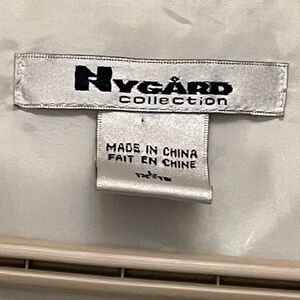 NYGÅRD
Collection
MADE IN CHINA
FAIT EN CHINE